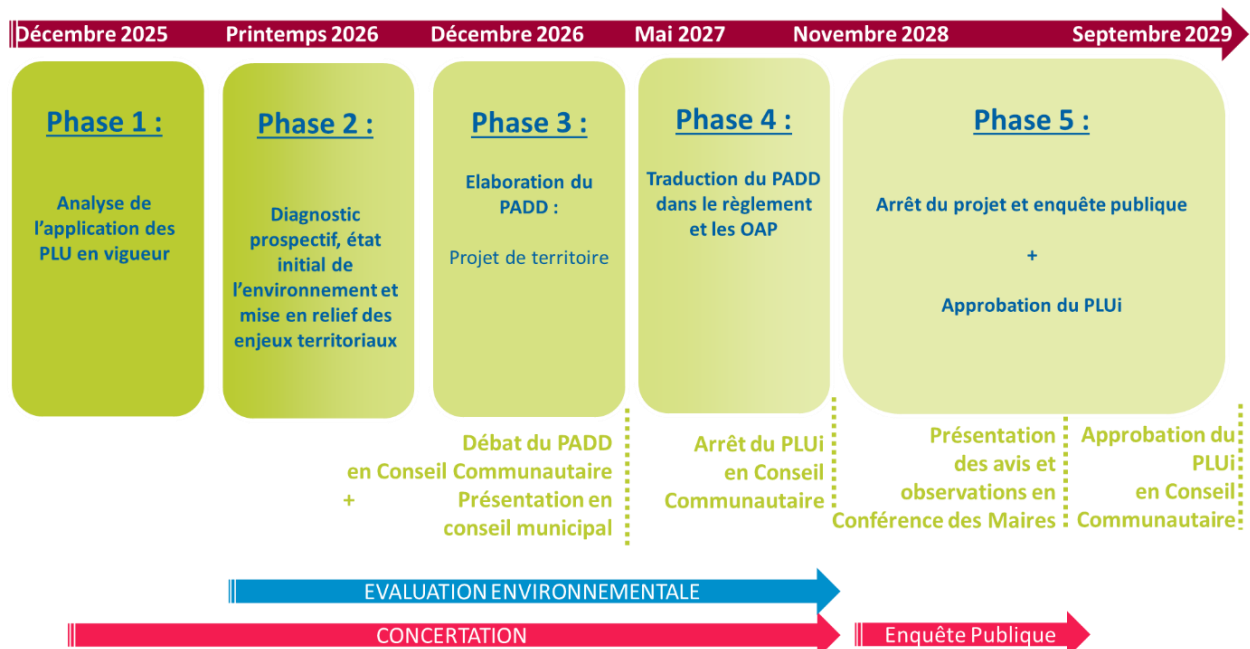 Décembre 2025
Printemps 2026
Décembre 2026
Mai 2027
Novembre 2028
Septembre 2029
Phase 1 :
Analyse de
l'application des
PLU en vigueur
Phase 2 :
Diagnostic
prospectif, état
initial de
l'environnement et
mise en relief des
enjeux territoriaux
Phase 3 :
Elaboration du
PADD :
Projet de territoire
Phase 4 :
Traduction du PADD
dans le règlement
et les OAP
Phase 5 :
Arrêt du projet et enquête publique
+
Approbation du PLUi
Débat du PADD
en Conseil Communautaire
+ Présentation en
conseil municipal
Arrêt du PLUi
en Conseil
Communautaire
Présentation
des avis et
observations en
Conférence des Maires
Approbation du
PLUi
en Conseil
Communautaire
EVALUATION ENVIRONNEMENTALE
CONCERTATION
Enquête Publique